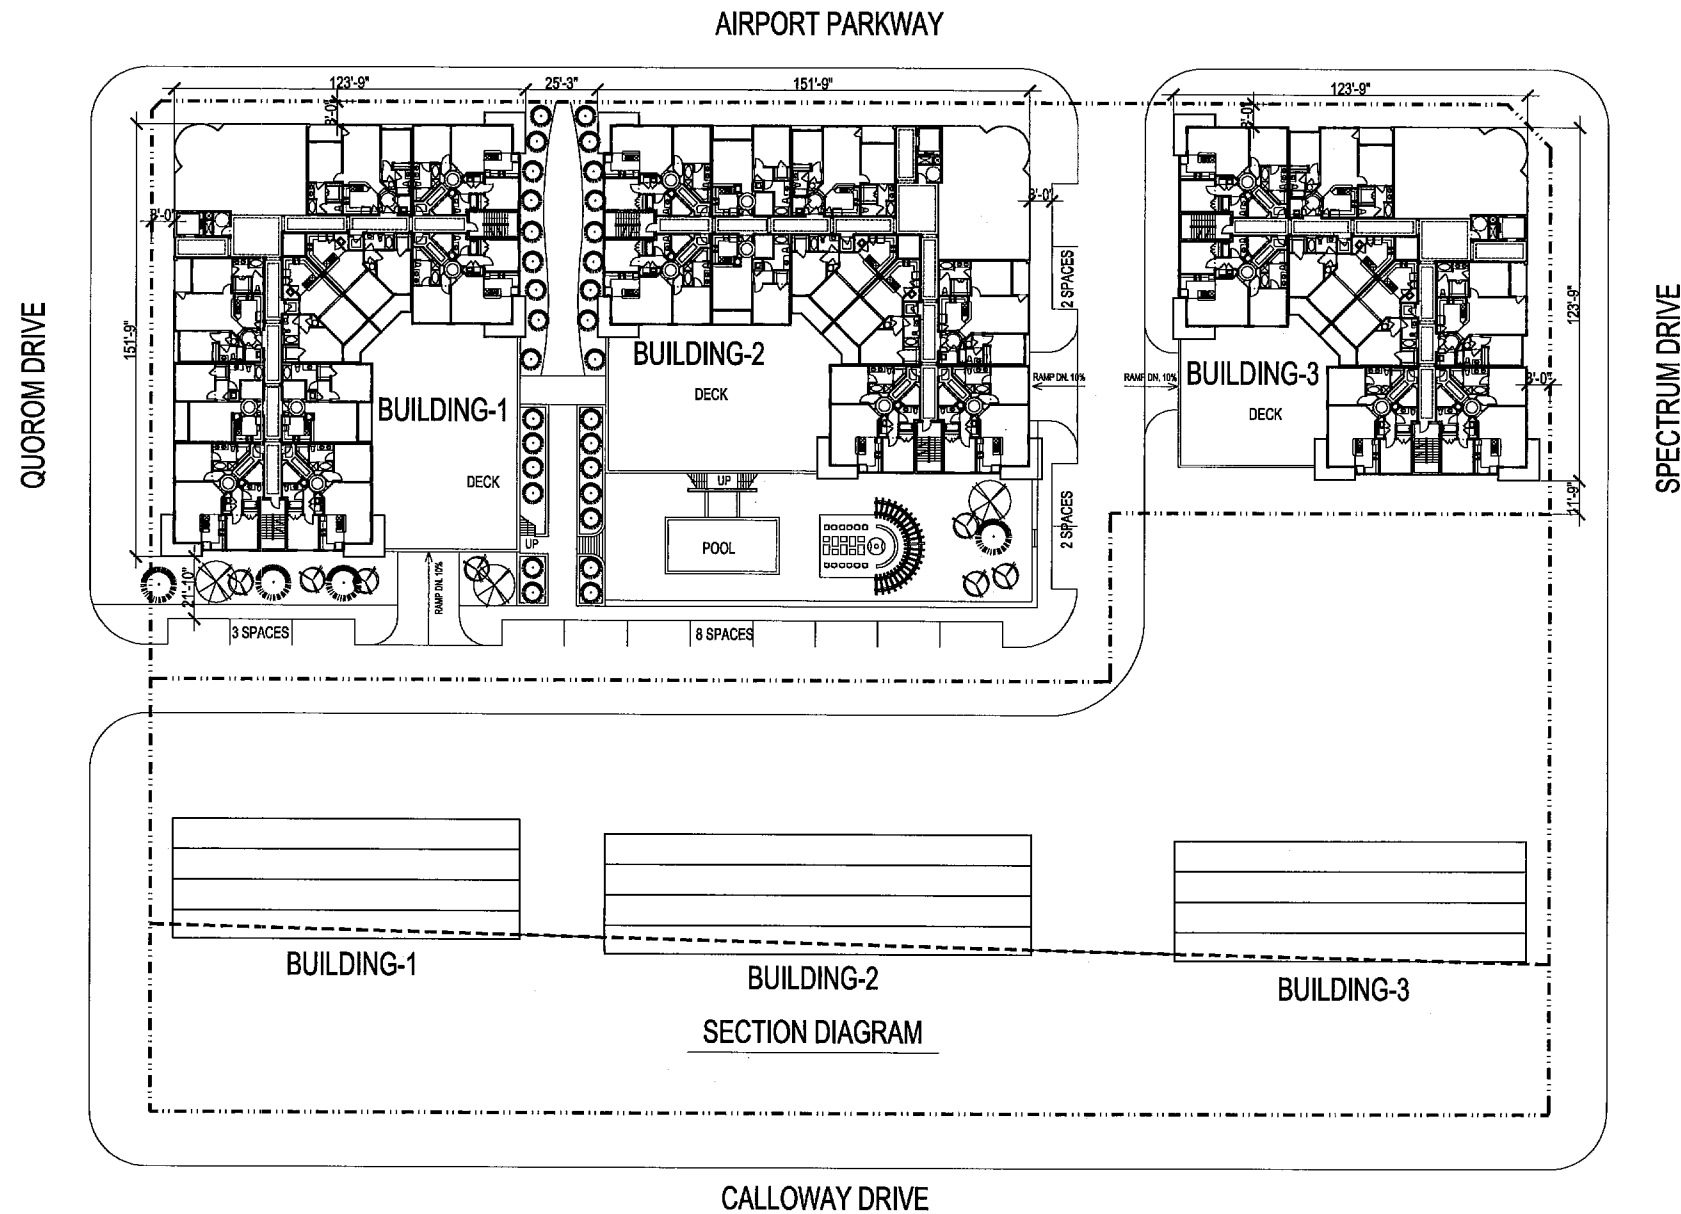 AIRPORT PARKWAY
123'-9"
25'-3"
151'-9"
123'-9"
8'-0"
8'-0"
151'-9"
8'-0"
8'-0"
2 SPACES
123'-9"
QUOROM DRIVE
SPECTRUM DRIVE
BUILDING-1
DECK
BUILDING-2
DECK
RAMP DN. 10%
RAMP DN. 10%
BUILDING-3
DECK
8'-0"
11'-9"
UP
UP
POOL
2 SPACES
21'-10"
RAMP DN. 10%
3 SPACES
8 SPACES
BUILDING-1
BUILDING-2
BUILDING-3
SECTION DIAGRAM
CALLOWAY DRIVE